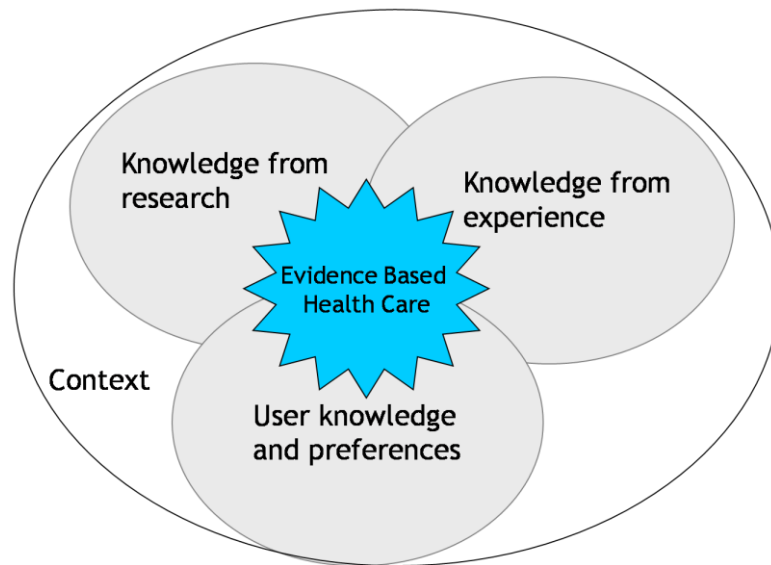 Knowledge from
research
Knowledge from
experience
Evidence Based
Health Care
Context
User knowledge
and preferences